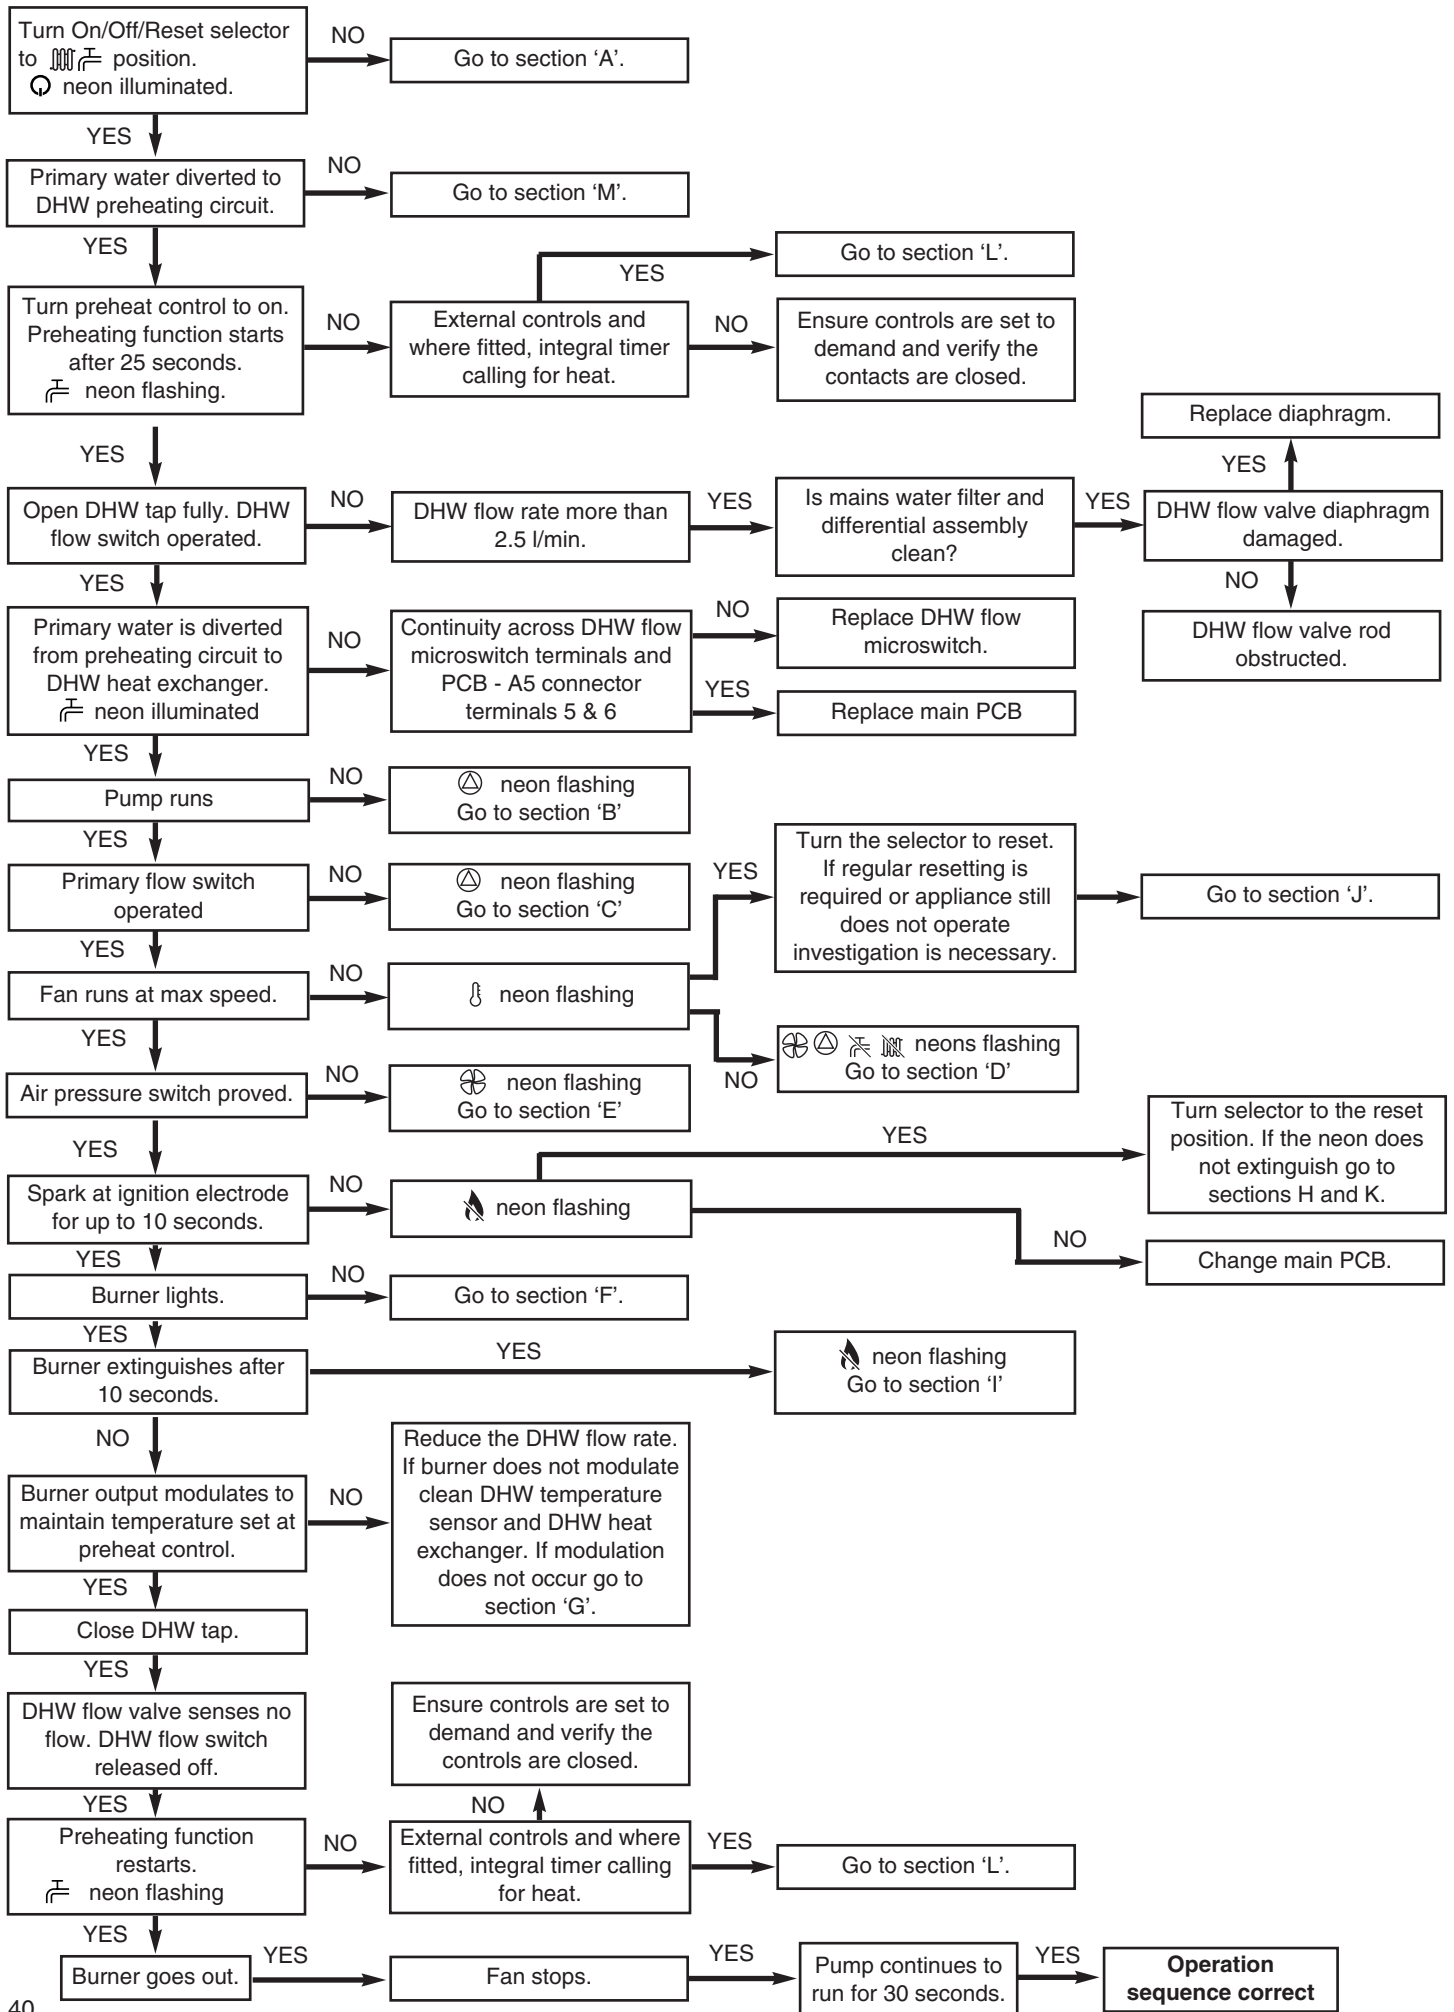 Turn On/Off/Reset selector
to position.
neon illuminated.
NO
Go to section ‘A’.
YES
Primary water diverted to
DHW preheating circuit.
NO
Go to section ‘M’.
YES
Turn preheat control to on.
Preheating function starts
after 25 seconds.
neon flashing.
NO
External controls and
where fitted, integral timer
calling for heat.
YES
Go to section ‘L’.
NO
Ensure controls are set to
demand and verify the
contacts are closed.
YES
Open DHW tap fully. DHW
flow switch operated.
NO
DHW flow rate more than
2.5 l/min.
YES
Is mains water filter and
differential assembly
clean?
YES
DHW flow valve diaphragm
damaged.
YES
Replace diaphragm.
NO
DHW flow valve rod
obstructed.
YES
Primary water is diverted
from preheating circuit to
DHW heat exchanger.
neon illuminated
NO
Continuity across DHW flow
microswitch terminals and
PCB - A5 connector
terminals 5 & 6
NO
Replace DHW flow
microswitch.
YES
Replace main PCB
YES
Pump runs
NO
neon flashing
Go to section ‘B’
YES
Primary flow switch
operated
NO
neon flashing
Go to section ‘C’
YES
Fan runs at max speed.
NO
neon flashing
YES
Turn the selector to reset.
If regular resetting is
required or appliance still
does not operate
investigation is necessary.
Go to section ‘J’.
NO
neons flashing
Go to section ‘D’
YES
Air pressure switch proved.
NO
neon flashing
Go to section ‘E’
YES
Spark at ignition electrode
for up to 10 seconds.
NO
neon flashing
YES
Turn selector to the reset
position. If the neon does
not extinguish go to
sections H and K.
NO
Change main PCB.
YES
Burner lights.
NO
Go to section ‘F’.
YES
Burner extinguishes after
10 seconds.
YES
neon flashing
Go to section ‘I’
NO
Burner output modulates to
maintain temperature set at
preheat control.
NO
Reduce the DHW flow rate.
If burner does not modulate
clean DHW temperature
sensor and DHW heat
exchanger. If modulation
does not occur go to
section ‘G’.
YES
Close DHW tap.
YES
DHW flow valve senses no
flow. DHW flow switch
released off.
YES
Preheating function
restarts.
neon flashing
NO
External controls and where
fitted, integral timer calling
for heat.
NO
Ensure controls are set to
demand and verify the
controls are closed.
YES
Go to section ‘L’.
YES
Burner goes out.
YES
Fan stops.
YES
Pump continues to
run for 30 seconds.
YES
Operation
sequence correct
40